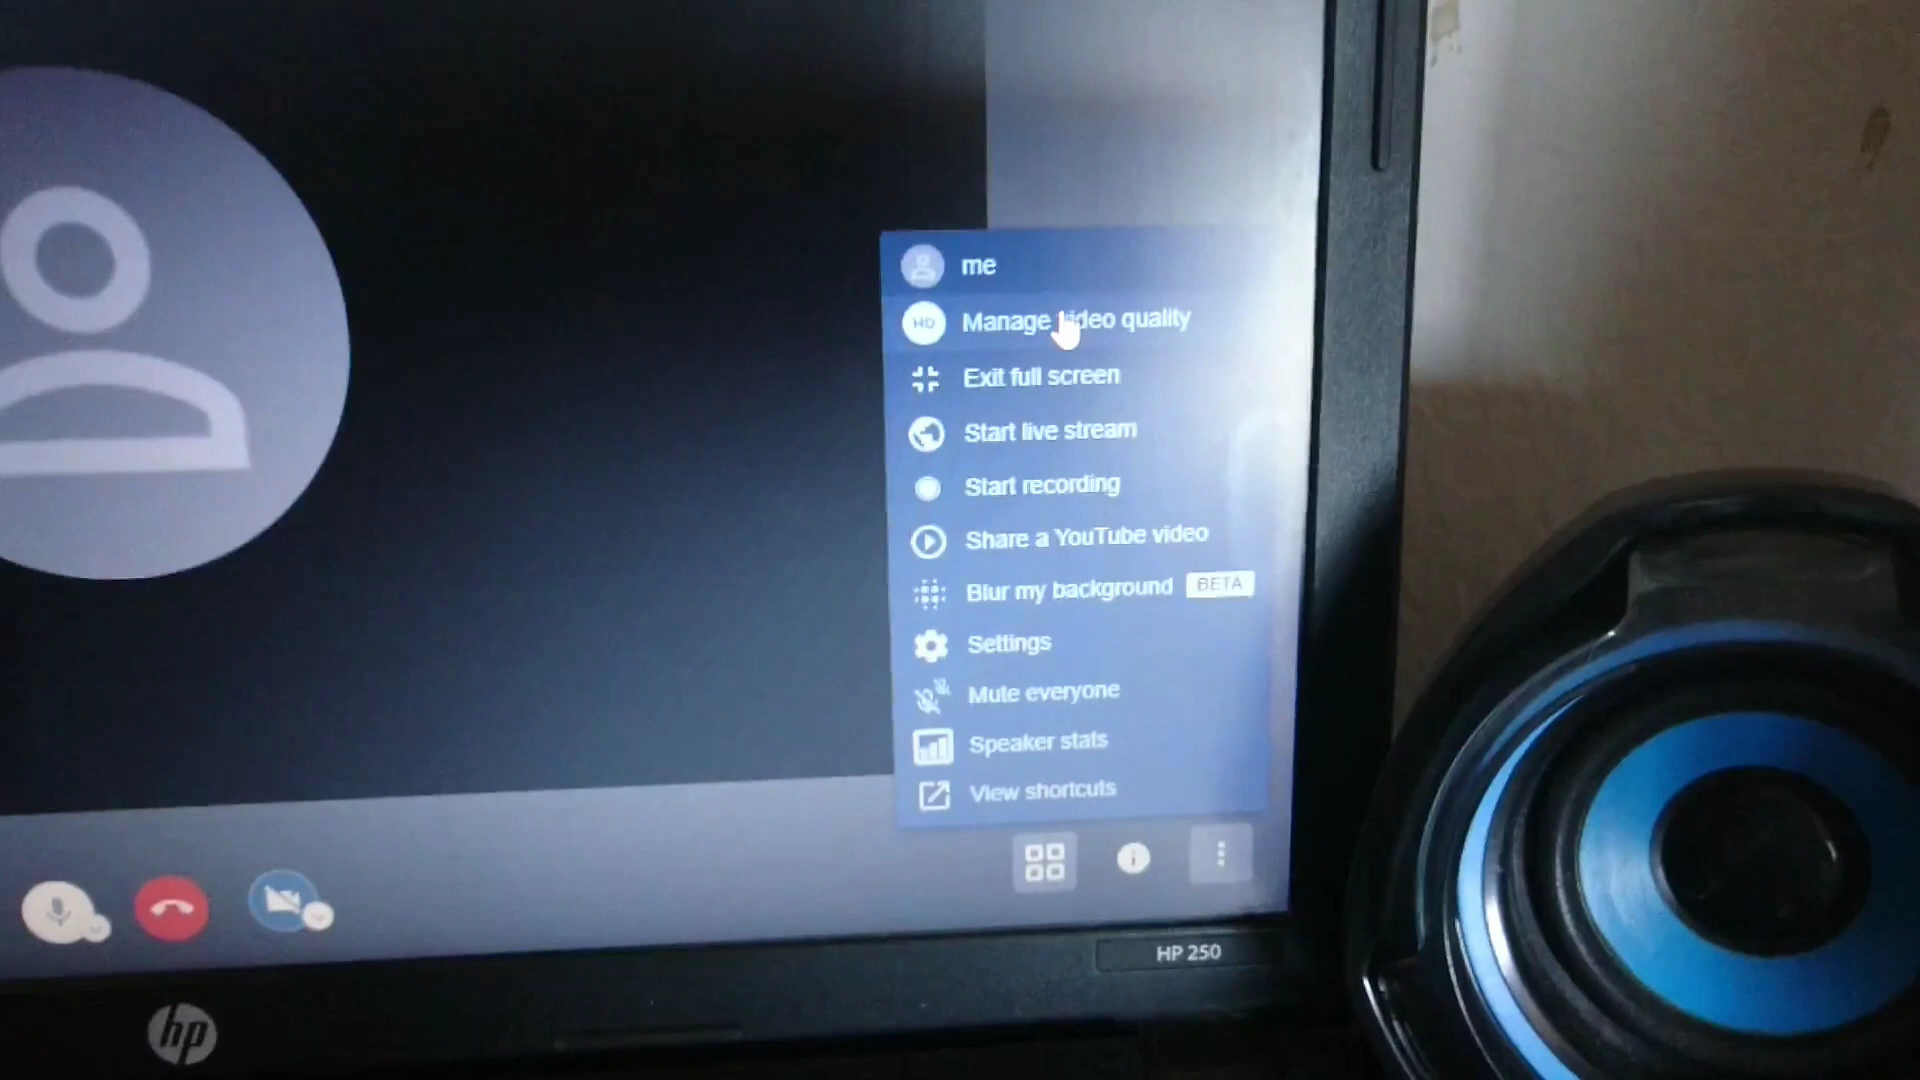 me
HD Manage video quality
Exit full screen
Start live stream
Start recording
Share a YouTube video
Blur my background BETA
Settings
Mute everyone
Speaker stats
View shortcuts
HP 250
hp